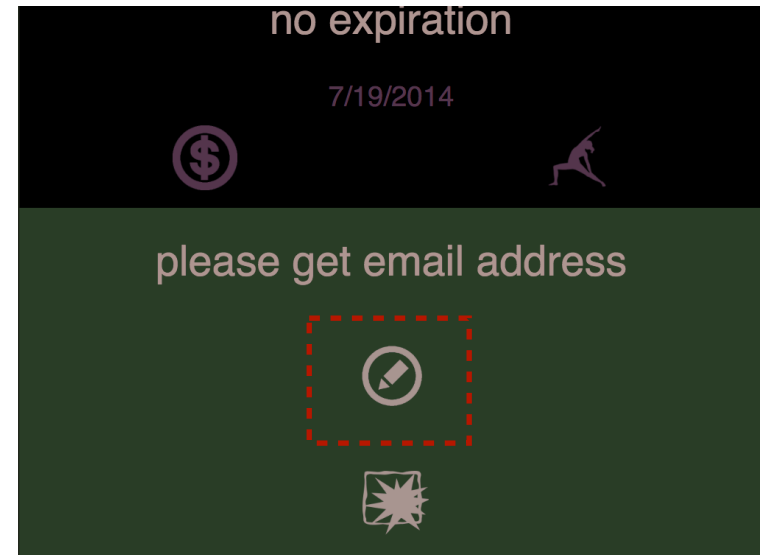 no expiration
7/19/2014
$
please get email address